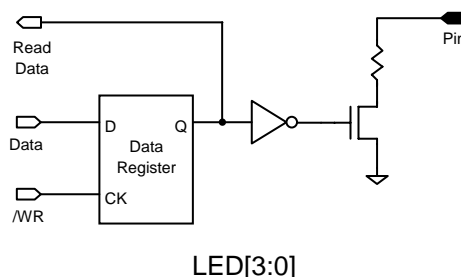 Read
Data
Pin
Data
D
Q
Data
Register
/WR
CK
LED[3:0]